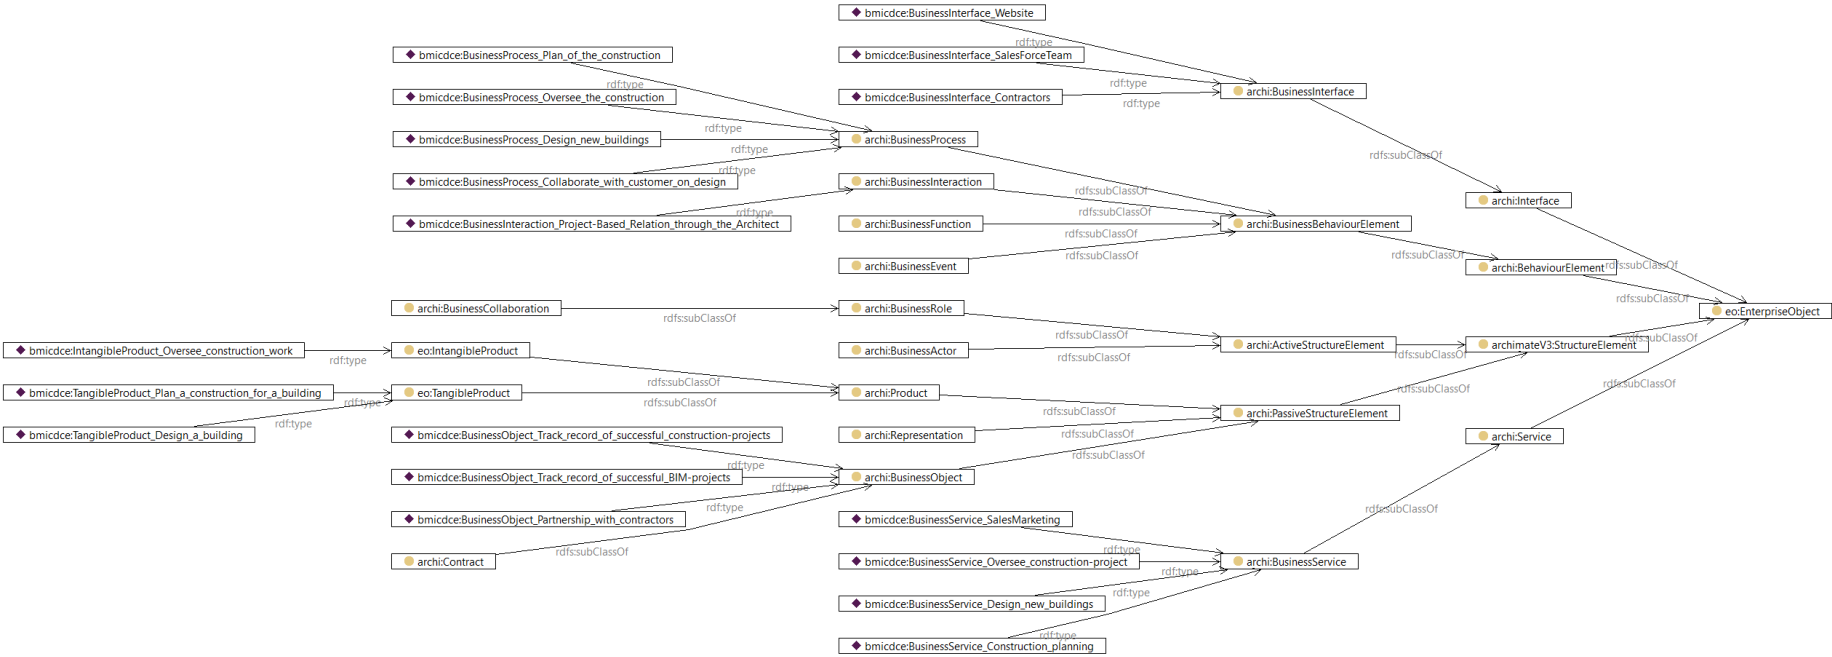 bmicdce:BusinessInterface_Website
rdf:type
bmicdce:BusinessProcess_Plan_of_the_construction
bmicdce:BusinessInterface_SalesForceTeam
rdf:type
rdf:type
archi:BusinessInterface
bmicdce:BusinessProcess_Oversee_the_construction
bmicdce:BusinessInterface_Contractors
rdf:type
rdf:type
bmicdce:BusinessProcess_Design_new_buildings
archi:BusinessProcess
rdf:type
rdfs:subClassOf
rdf:type
bmicdce:BusinessProcess_Collaborate_with_customer_on_design
archi:BusinessInteraction
rdfs:subClassOf
archi:Interface
rdf:type
rdfs:subClassOf
bmicdce:BusinessInteraction_Project-Based_Relation_through_the_Architect
archi:BusinessFunction
archi:BusinessBehaviourElement
rdfs:subClassOf
rdfs:subClassOf
rdfs:subClassOf
archi:BusinessEvent
archi:BehaviourElement
rdfs:subClassOf
rdfs:subClassOf
archi:BusinessCollaboration
archi:BusinessRole
eo:EnterpriseObject
rdfs:subClassOf
rdfs:subClassOf
rdfs:subClassOf
bmicdce:IntangibleProduct_Oversee_construction_work
eo:IntangibleProduct
archi:BusinessActor
archi:ActiveStructureElement
archimateV3:StructureElement
rdf:type
rdfs:subClassOf
rdfs:subClassOf
rdfs:subClassOf
rdfs:subClassOf
rdfs:subClassOf
bmicdce:TangibleProduct_Plan_a_construction_for_a_building
eo:TangibleProduct
archi:Product
rdf:type
rdfs:subClassOf
rdfs:subClassOf
archi:PassiveStructureElement
rdf:type
bmicdce:TangibleProduct_Design_a_building
bmicdce:BusinessObject_Track_record_of_successful_construction-projects
archi:Representation
rdfs:subClassOf
archi:Service
rdfs:subClassOf
rdf:type
bmicdce:BusinessObject_Track_record_of_successful_BIM-projects
archi:BusinessObject
rdf:type
rdf:type
rdfs:subClassOf
bmicdce:BusinessObject_Partnership_with_contractors
bmicdce:BusinessService_SalesMarketing
rdfs:subClassOf
rdf:type
archi:Contract
bmicdce:BusinessService_Oversee_construction-project
archi:BusinessService
rdf:type
rdf:type
bmicdce:BusinessService_Design_new_buildings
rdf:type
bmicdce:BusinessService_Construction_planning